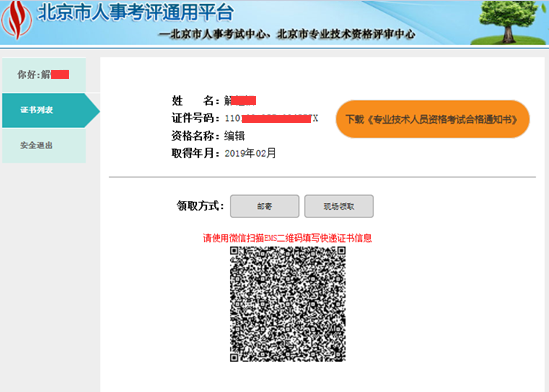 北京市人事考评通用平台
—北京市人事考试中心、北京市专业技术资格评审中心
你好:解
证书列表
安全退出
姓 名:
证件号码: 110 X
资格名称: 编辑
取得年月: 2019年02月
下载《专业技术人员资格考试合格通知书》
领取方式: 邮寄 现场领取
请使用微信扫描EMS二维码填写快递证书信息